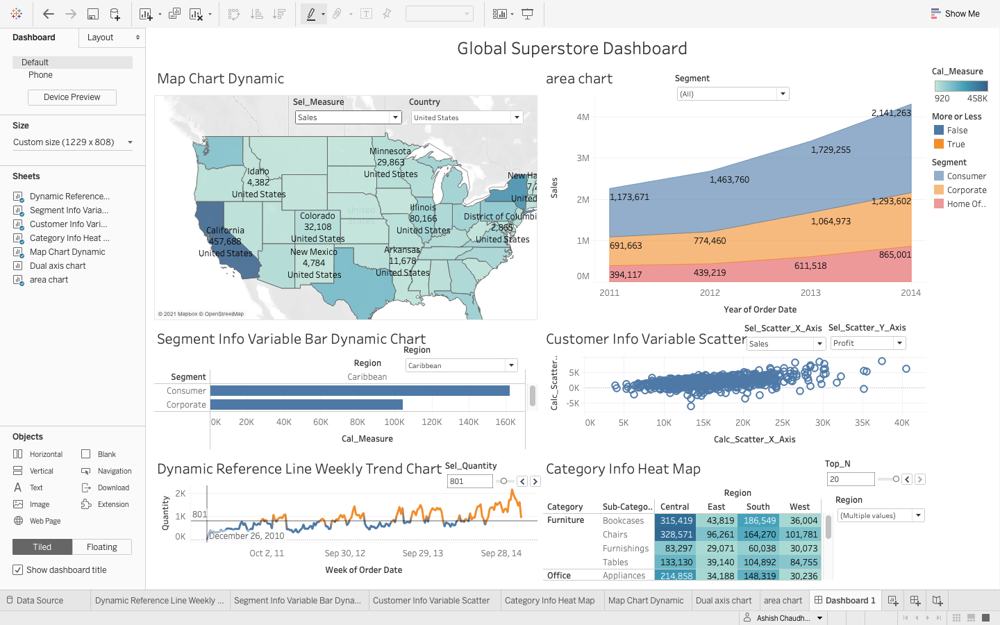 Show Me
Dashboard
Layout
Default
Phone
Device Preview
Size
Custom size (1229 x 808)
Sheets
Dynamic Reference...
Segment Info Varia...
Customer Info Vari...
Category Info Heat ...
Map Chart Dynamic
Dual axis chart
area chart
Objects
Horizontal
Blank
Vertical
Navigation
A Text
Download
Image
Extension
Web Page
Tiled
Floating
Show dashboard title
Global Superstore Dashboard
Map Chart Dynamic
Sel_Measure
Country
Sales
United States
Minnesota
29,863
United States
Idaho
4,382
United States
New Ha
7,2
United
United
States
Illinois
80,166
United States
Colorado
32,108
United States
District of Columbi
2,865
United States
California
457,688
United States
New Mexico
4,784
United States
Arkansas
11,678
United States
© 2021 Mapbox © OpenStreetMap
area chart
Segment
(All)
Sales
4M
3M
2M
1M
0M
2,141,263
1,729,255
1,463,760
1,173,671
1,293,602
1,064,973
774,460
691,663
865,001
611,518
439,219
394,117
2011
2012
2013
2014
Year of Order Date
Cal_Measure
920
458K
More or Less
False
True
Segment
Consumer
Corporate
Home Of..
Segment Info Variable Bar Dynamic Chart
Region
Caribbean
Region
Segment
Caribbean
Consumer
Corporate
0K 20K 40K 60K 80K 100K 120K 140K 160K
Cal_Measure
Customer Info Variable Scatter
Sel_Scatter_X_Axis
Sel_Scatter_Y_Axis
Sales
Profit
Calc_Scatter..
5K
0K
-5K
0K 5K 10K 15K 20K 25K 30K 35K 40K
Calc_Scatter_X_Axis
Dynamic Reference Line Weekly Trend Chart
Sel_Quantity
801
Quantity
2K
1K
0K
801
December 26, 2010
Oct 2, 11
Sep 30, 12
Sep 29, 13
Sep 28, 14
Week of Order Date
Category Info Heat Map
Top_N
20
Region
(Multiple values)
Region
Category Sub-Catego.. Central East South West
Furniture Bookcases 315,419 43,819 186,549 36,004
Chairs 328,571 96,261 164,270 101,781
Furnishings 83,297 29,071 60,038 30,073
Tables 133,130 39,140 104,892 84,755
Office Appliances 214,858 34,188 148,319 30,236
Data Source
Dynamic Reference Line Weekly ...
Segment Info Variable Bar Dyna...
Customer Info Variable Scatter
Category Info Heat Map
Map Chart Dynamic
Dual axis chart
area chart
Dashboard 1
Ashish Chaudh...